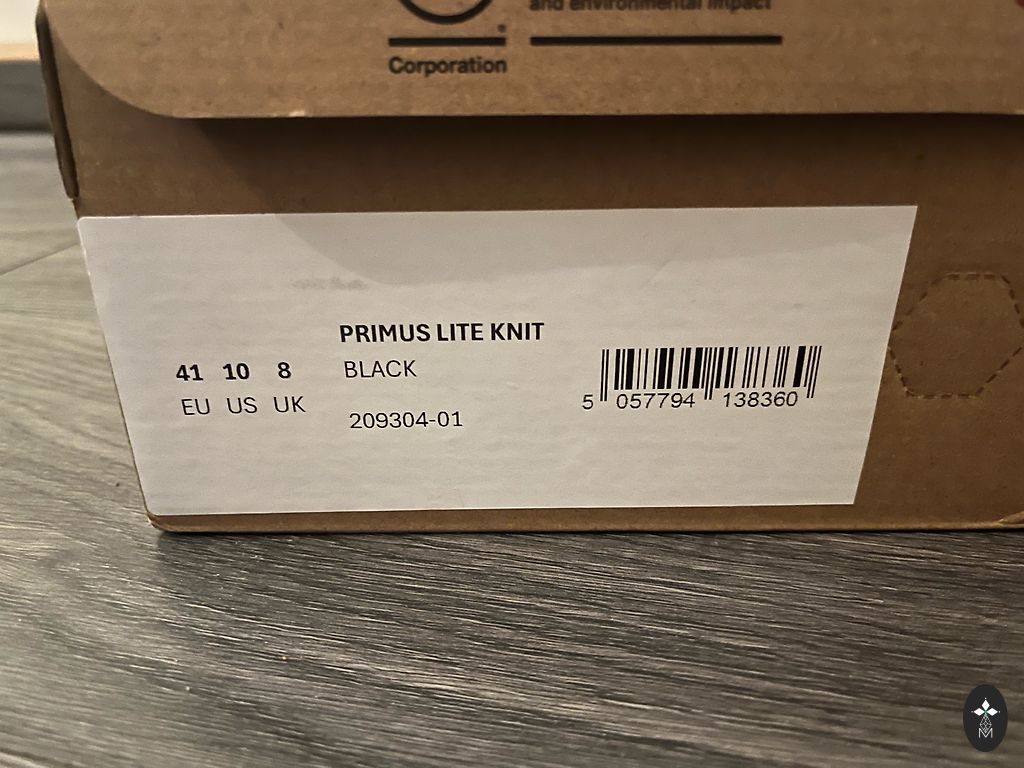 and environmental impact
Corporation
PRIMUS LITE KNIT
41 10 8
BLACK
EU US UK
209304-01
5 057794 138360
M